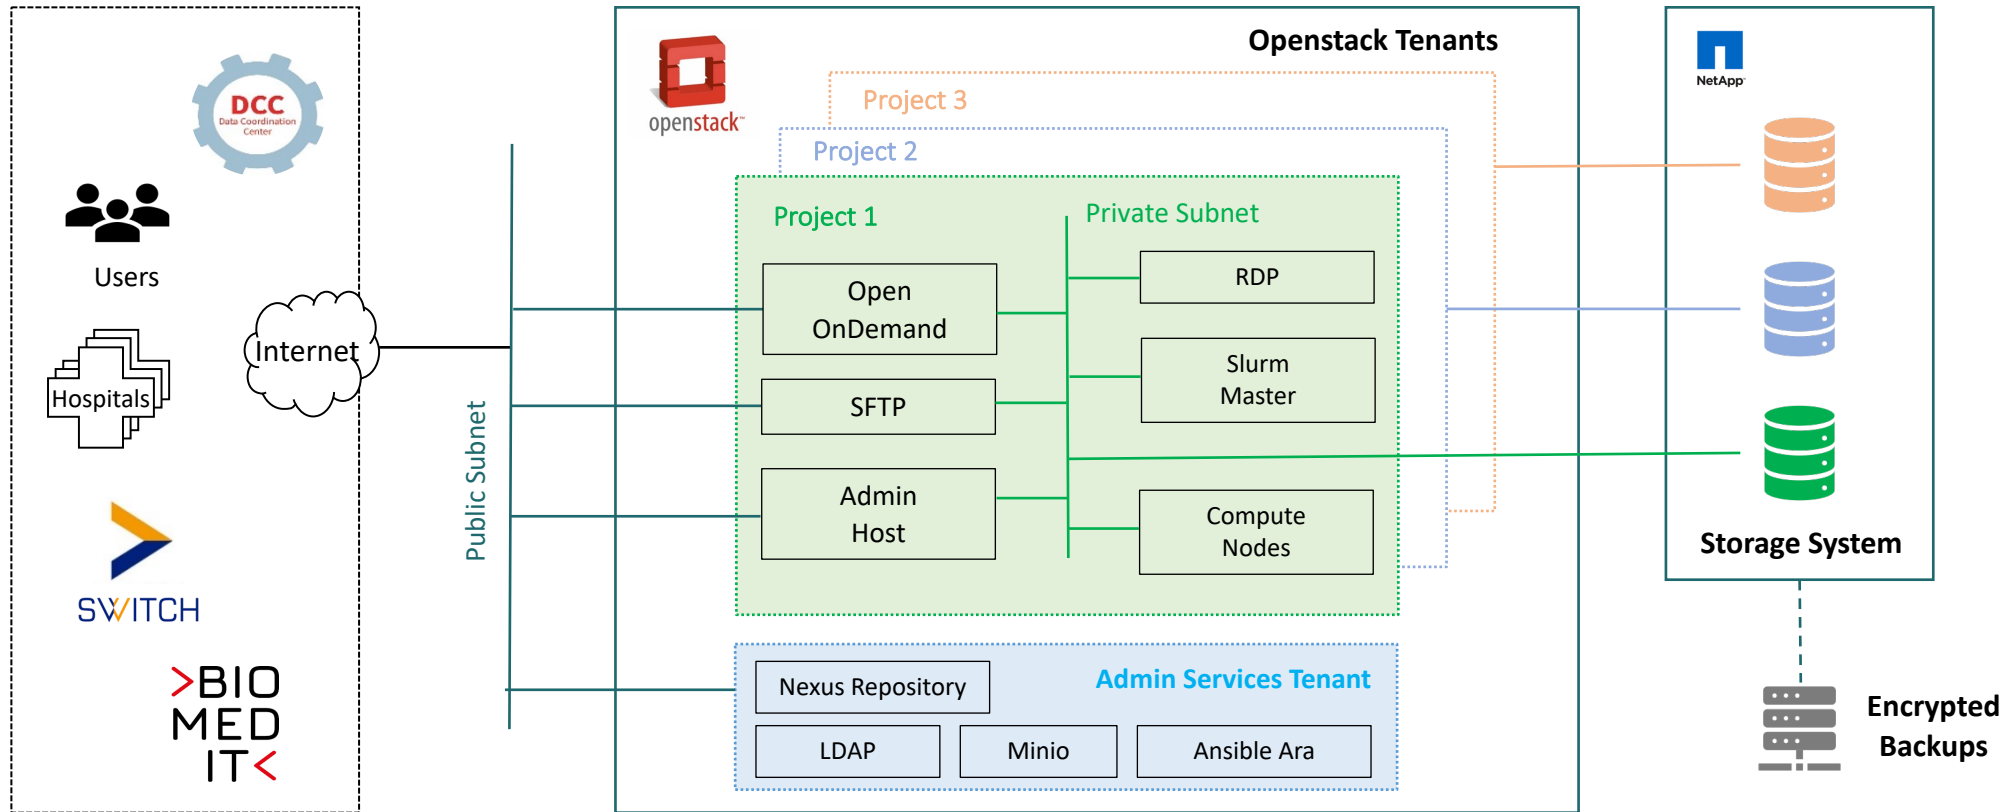 DCC
Data Coordination
Center
Users
Hospitals
SWITCH
>BIO
MED
IT<
Internet
Public Subnet
openstack™
Openstack Tenants
Project 3
Project 2
Project 1
Private Subnet
Open
OnDemand
SFTP
Admin
Host
RDP
Slurm
Master
Compute
Nodes
Admin Services Tenant
Nexus Repository
LDAP
Minio
Ansible Ara
NetApp™
Storage System
Encrypted
Backups